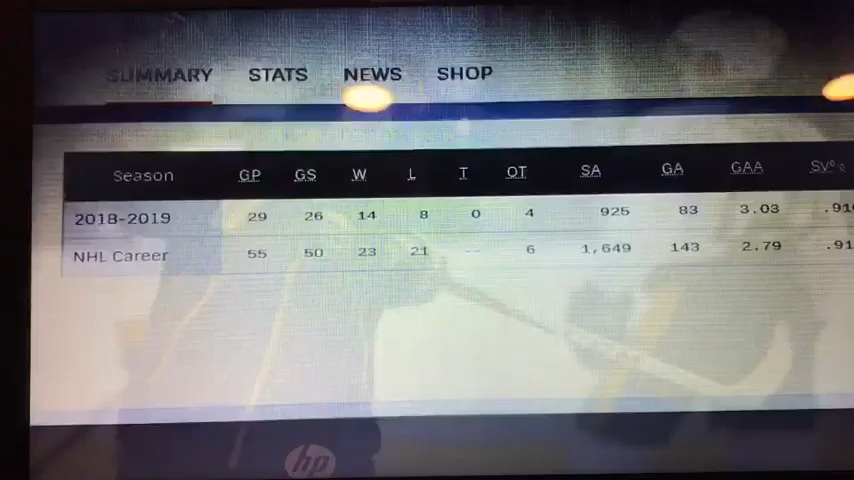 SUMMARY STATS NEWS SHOP
Season GP GS W L T OT SA GA GAA SV%
2018-2019 29 26 14 8 0 4 925 83 3.03
NHL Career 55 50 23 21 -- 6 1,649 143 2.79
hp